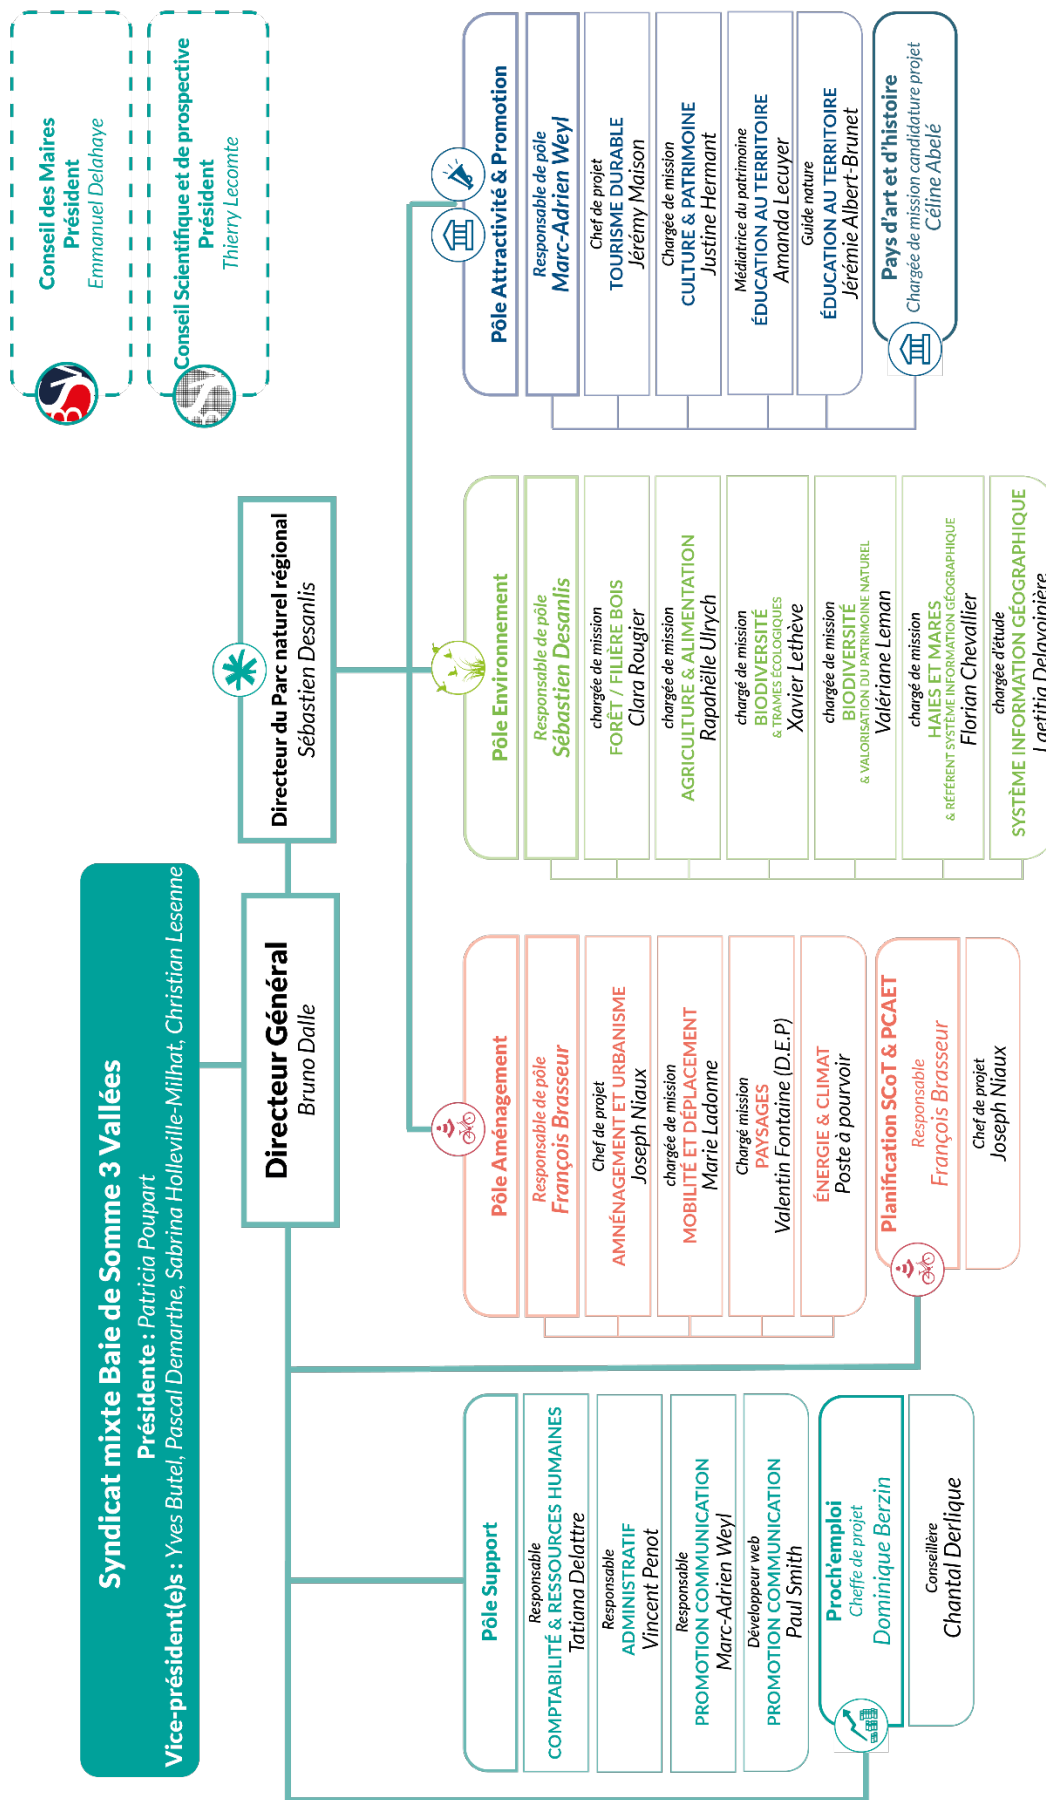 Syndicat mixte Baie de Somme 3 Vallées
Présidente : Patricia Poupart
Vice-président(e)s : Yves Butel, Pascal Demarthe, Sabrina Holleville-Milhat, Christian Lesenne
Conseil des Maires
Président
Emmanuel Delahaye
Conseil Scientifique et de prospective
Président
Thierry Lecomte
Directeur Général
Bruno Dalle
Directeur du Parc naturel régional
Sébastien Desanlis
Pôle Support
Responsable
COMPTABILITÉ & RESSOURCES HUMAINES
Tatiana Delattre
Responsable
ADMINISTRATIF
Vincent Penot
Responsable
PROMOTION COMMUNICATION
Marc-Adrien Weyl
Développeur web
PROMOTION COMMUNICATION
Paul Smith
Proch'emploi
Cheffe de projet
Dominique Berzin
Conseillère
Chantal Derlique
Pôle Aménagement
Responsable de pôle
François Brasseur
Chef de projet
AMNÉNAGEMENT ET URBANISME
Joseph Niaux
chargée de mission
MOBILITÉ ET DÉPLACEMENT
Marie Ladonne
Chargé mission
PAYSAGES
Valentin Fontaine (D.E.P)
ÉNERGIE & CLIMAT
Poste à pourvoir
Planification SCoT & PCAET
Responsable
François Brasseur
Chef de projet
Joseph Niaux
Pôle Environnement
Responsable de pôle
Sébastien Desanlis
chargée de mission
FORÊT / FILIÈRE BOIS
Clara Rougier
chargée de mission
AGRICULTURE & ALIMENTATION
Rapahëlle Ulrych
chargé de mission
BIODIVERSITÉ
& TRAMES ÉCOLOGIQUES
Xavier Lethève
chargée de mission
BIODIVERSITÉ
& VALORISATION DU PATRIMOINE NATUREL
Valériane Leman
chargé de mission
HAIES ET MARES
& RÉFÉRENT SYSTÈME INFORMATION GÉOGRAPHIQUE
Florian Chevallier
chargée d'étude
SYSTÈME INFORMATION GÉOGRAPHIQUE
Laetitia Delavoipière
Pôle Attractivité & Promotion
Responsable de pôle
Marc-Adrien Weyl
Chef de projet
TOURISME DURABLE
Jérémy Maison
Chargée de mission
CULTURE & PATRIMOINE
Justine Hermant
Médiatrice du patrimoine
ÉDUCATION AU TERRITOIRE
Amanda Lecuyer
Guide nature
ÉDUCATION AU TERRITOIRE
Jérémie Albert-Brunet
Pays d'art et d'histoire
Chargée de mission candidature projet
Céline Abelé